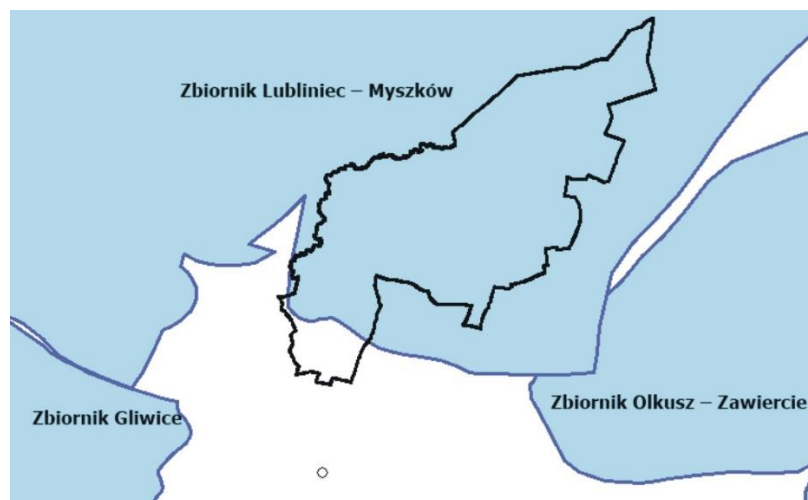 Zbiornik Lubliniec – Myszków
Zbiornik Gliwice
Zbiornik Olkusz – Zawiercie